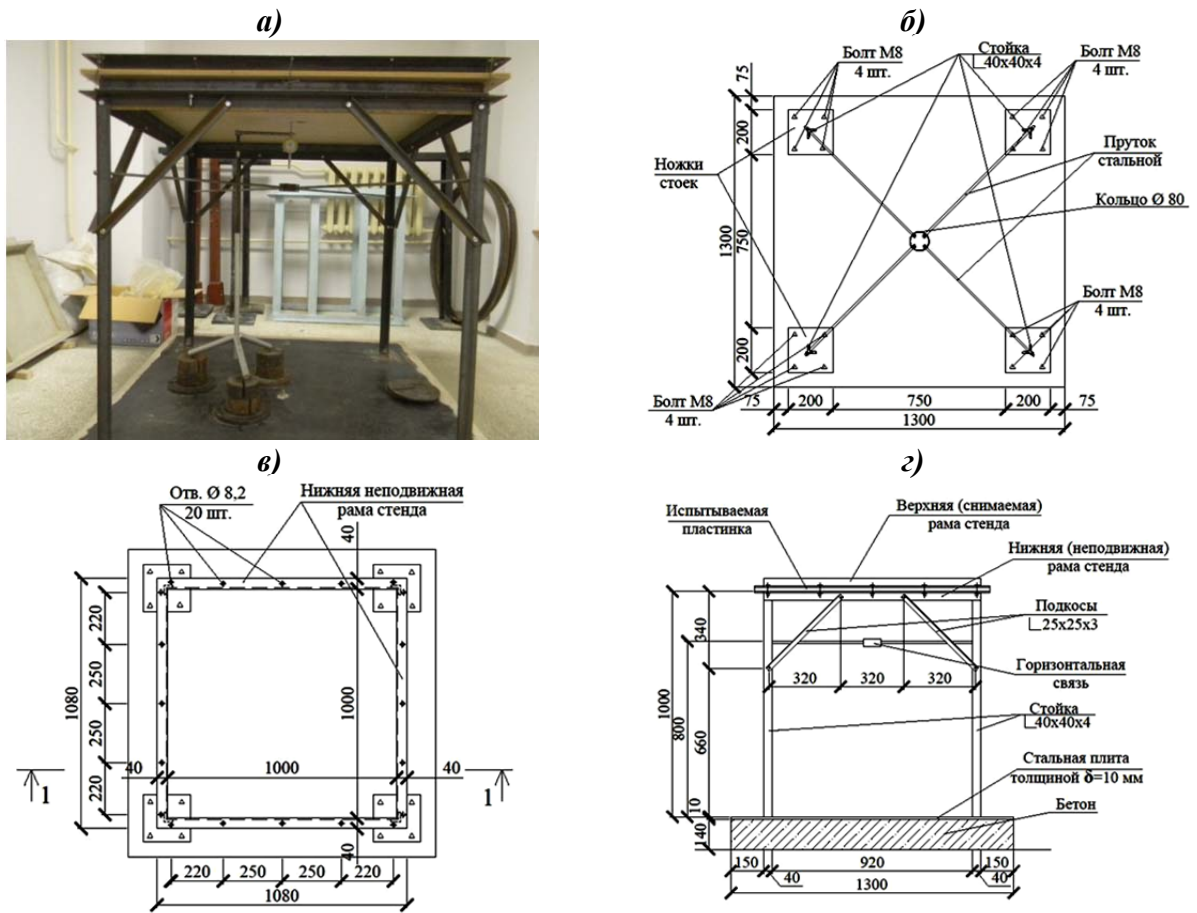 а)
б)
Болт М8
4 шт.
Стойка
40х40х4
Болт М8
4 шт.
75
200
1300
750
200
Ножки
стоек
Пруток
стальной
Кольцо Ø 80
Болт М8
4 шт.
Болт М8
4 шт.
75
200
750
200
75
1300
в)
Отв. Ø 8,2
20 шт.
Нижняя неподвижная
рама стенда
40
220
250
1080
250
220
1000
40
1000
40
1
1
40
220
250
250
220
1080
г)
Испытываемая
пластинка
Верхняя (снимаемая)
рама стенда
Нижняя (неподвижная)
рама стенда
Подкосы
25х25х3
Горизонтальная
связь
340
320
320
320
1000
800
660
Стойка
40х40х4
Стальная плита
толщиной δ=10 мм
Бетон
10
140
150
920
150
40
40
1300